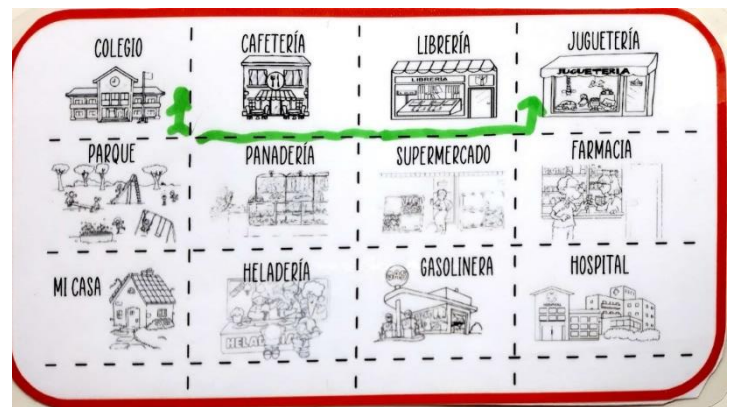 COLEGIO CAFETERÍA LIBRERÍA JUGUETERÍA
LIBRERIA JUGUETERIA
PARQUE PANADERÍA SUPERMERCADO FARMACIA
MI CASA HELADERÍA GASOLINERA HOSPITAL